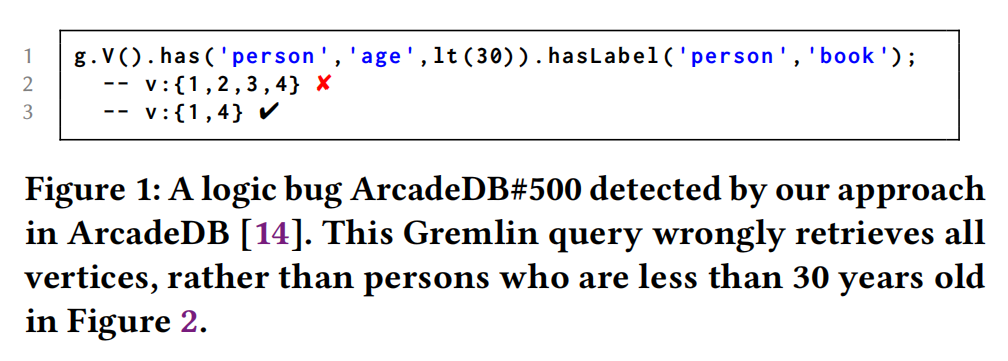 1 g.V().has('person','age',lt(30)).hasLabel('person','book');
2 -- v:{1,2,3,4} ✘
3 -- v:{1,4} ✔
Figure 1: A logic bug ArcadeDB#500 detected by our approach
in ArcadeDB [14]. This Gremlin query wrongly retrieves all
vertices, rather than persons who are less than 30 years old
in Figure 2.